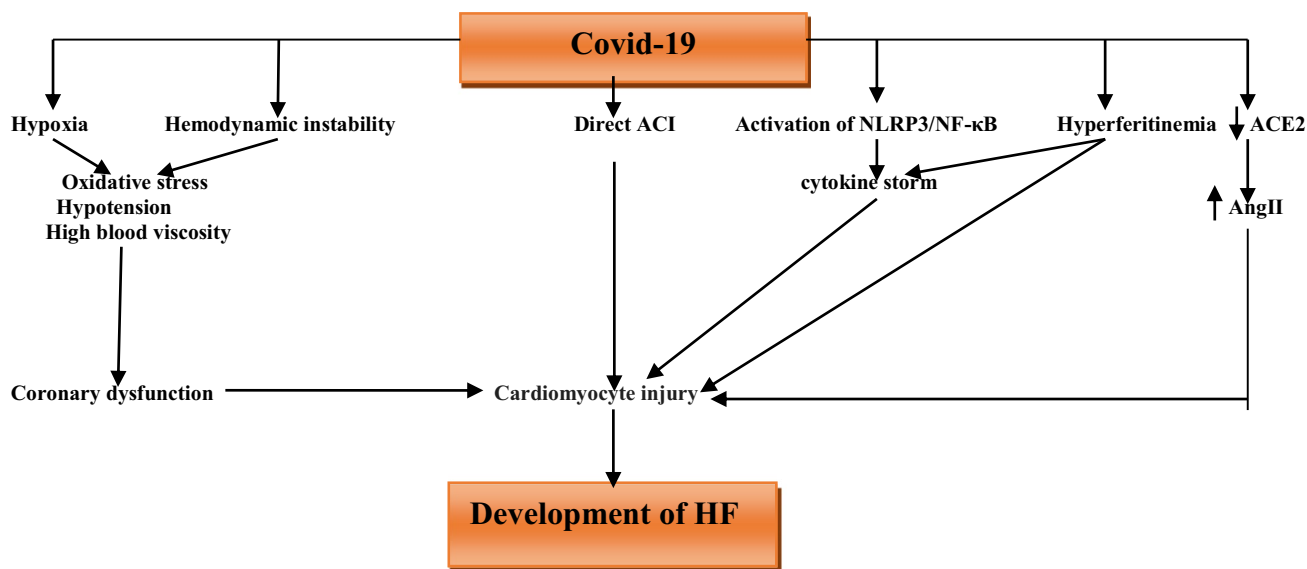 Covid-19
Hypoxia
Hemodynamic instability
Direct ACI
Activation of NLRP3/NF-κB
Hyperferitinemia
ACE2
Oxidative stress
Hypotension
High blood viscosity
cytokine storm
AngII
Coronary dysfunction
Cardiomyocyte injury
Development of HF